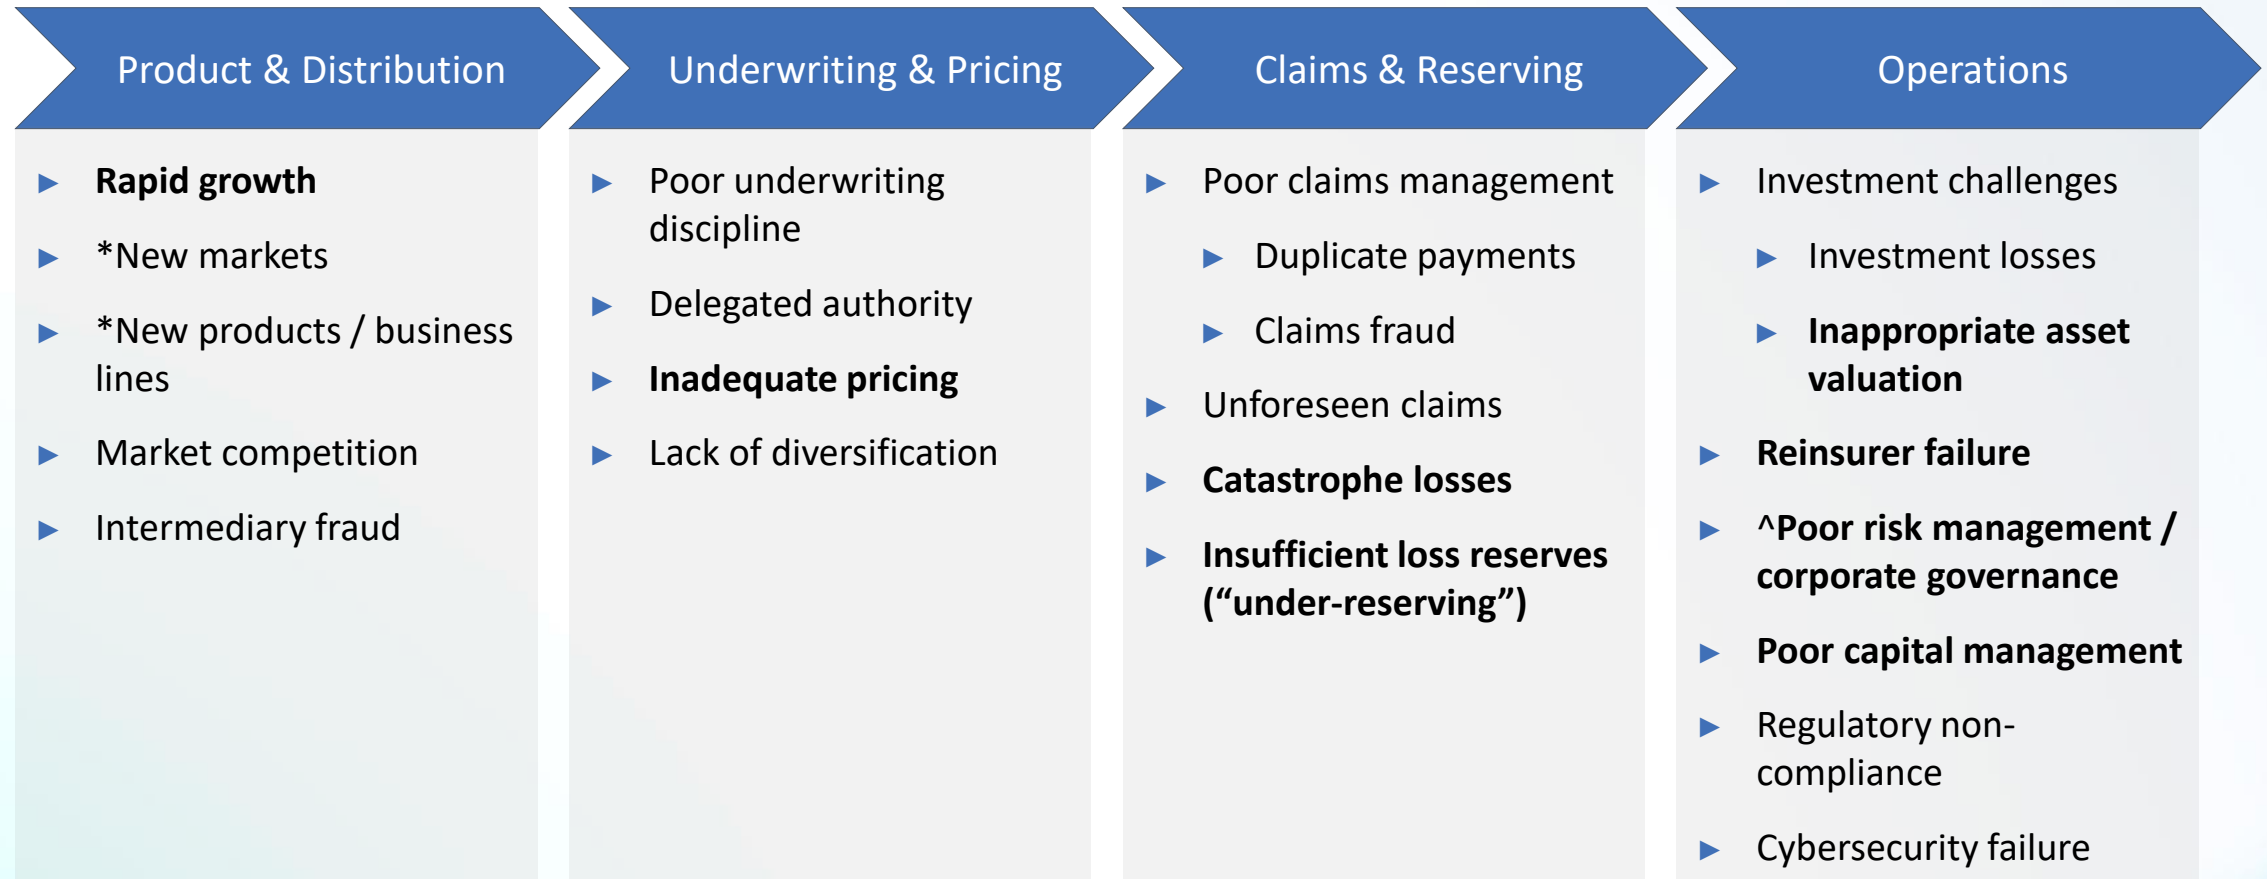 Product & Distribution
► Rapid growth
► *New markets
► *New products / business
lines
► Market competition
► Intermediary fraud
Underwriting & Pricing
► Poor underwriting
discipline
► Delegated authority
► Inadequate pricing
► Lack of diversification
Claims & Reserving
► Poor claims management
► Duplicate payments
► Claims fraud
► Unforeseen claims
► Catastrophe losses
► Insufficient loss reserves
(“under-reserving”)
Operations
► Investment challenges
► Investment losses
► Inappropriate asset
valuation
► Reinsurer failure
► ^Poor risk management /
corporate governance
► Poor capital management
► Regulatory non-
compliance
► Cybersecurity failure